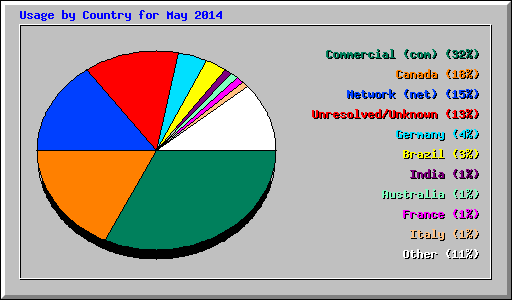 Usage by Country for May 2014
Commercial (com) (32%)
Canada (18%)
Network (net) (15%)
Unresolved/Unknown (13%)
Germany (4%)
Brazil (3%)
India (1%)
Australia (1%)
France (1%)
Italy (1%)
Other (11%)